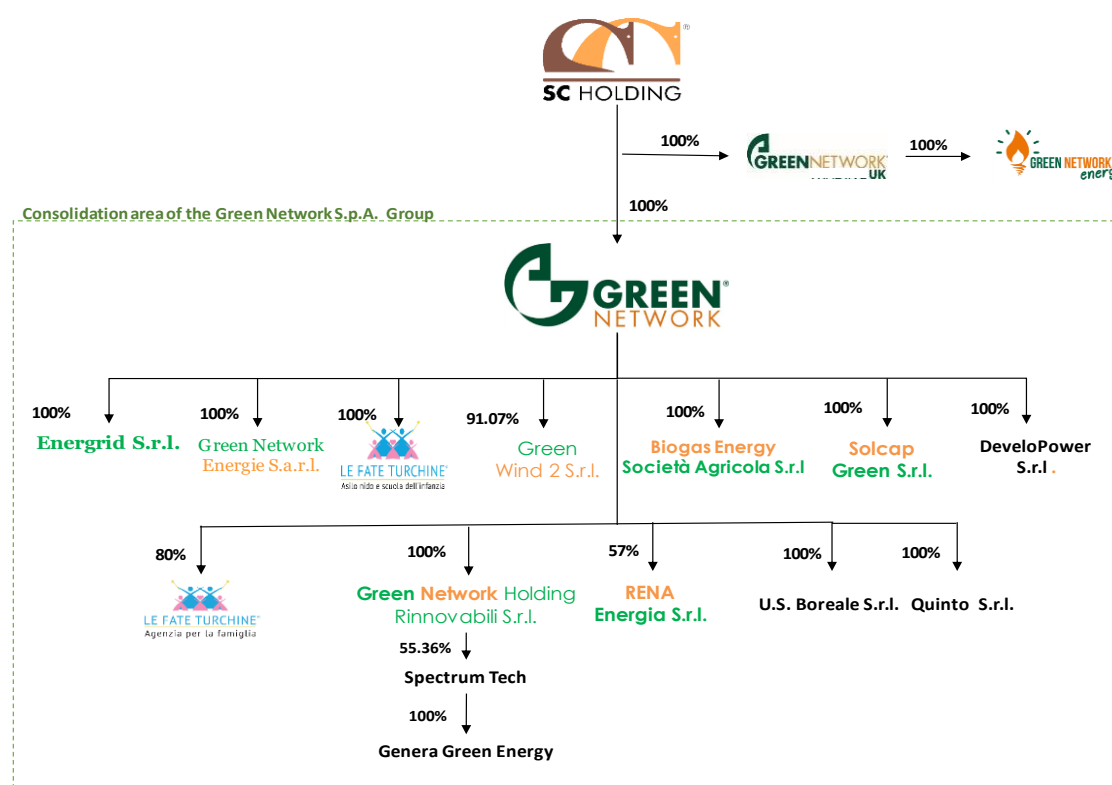 SC HOLDING
100%
GREENNETWORK
UK
100%
GREEN NETWORK
energ
100%
Consolidation area of the Green Network S.p.A. Group
GREEN
NETWORK
100%
Energrid S.r.l.
100%
Green Network
Energie S.a.r.l.
100%
LE FATE TURCHINE
Asilo nido e scuola dell'infanzia
91.07%
Green
Wind 2 S.r.l.
100%
Biogas Energy
Società Agricola S.r.l
100%
Solcap
Green S.r.l.
100%
DeveloPower
S.r.l .
80%
LE FATE TURCHINE
Agenzia per la famiglia
100%
Green Network Holding
Rinnovabili S.r.l.
57%
RENA
Energia S.r.l.
100%
U.S. Boreale S.r.l.
100%
Quinto S.r.l.
55.36%
Spectrum Tech
100%
Genera Green Energy